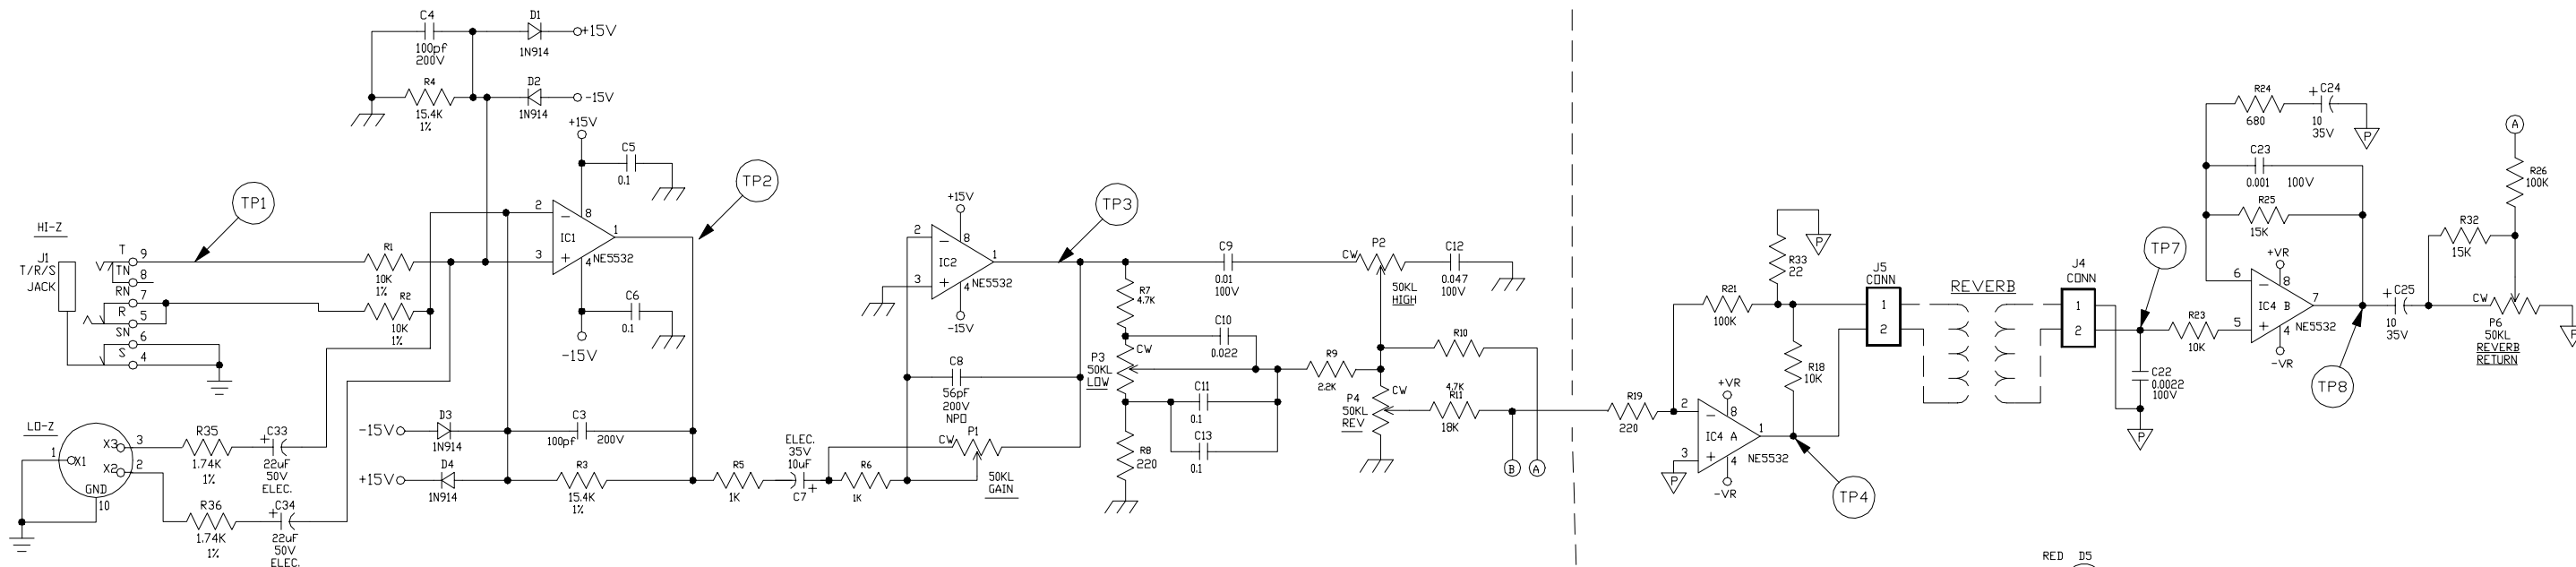 C4
100pf
200V
D1
1N914
+15V
R4
15.4K
1%
D2
1N914
-15V
+15V
8
C5
0.1
2
3
IC1
1
NE5532
4
C6
0.1
-15V
TP1
TP2
HI-Z
J1
T/R/S
JACK
T
9
TN
8
RN
7
R
5
SN
6
S
4
R1
10K
1%
R2
10K
1%
LO-Z
1
X1
X3
3
X2
2
GND
10
R35
1.74K
1%
+C33
22uF
50V
ELEC.
R36
1.74K
1%
+C34
22uF
50V
ELEC.
-15V
D3
1N914
+15V
D4
1N914
C3
100pf
200V
R3
15.4K
1%
R5
1K
ELEC.
35V
10uF
C7
+
R6
1K
+15V
2
3
8
IC2
1
NE5532
4
-15V
TP3
C8
56pF
200V
NPO
CW
P1
50KL
GAIN
R7
4.7K
C9
0.01
100V
CW
P2
50KL
HIGH
C12
0.047
100V
C10
0.022
P3
50KL
LOW
CW
C11
0.1
C13
0.1
R8
220
R9
2.2K
R10
CW
P4
50KL
REV
4.7K
R11
18K
B
A
R19
220
R21
100K
R33
22
P
R18
10K
+VR
2
3
8
IC4 A
1
NE5532
4
-VR
P
TP4
J5
CONN
1
2
REVERB
J4
CONN
1
2
TP7
C22
0.0022
100V
P
R23
10K
R24
680
+C24
10
35V
P
C23
0.001
100V
R25
15K
+VR
6
5
8
IC4 B
7
NE5532
4
-VR
TP8
+C25
10
35V
A
R26
100K
R32
15K
CW
P6
50KL
REVERB
RETURN
P
RED D5